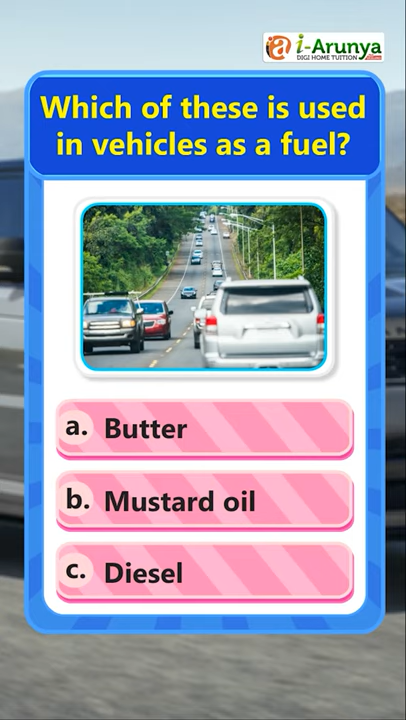 i-Arunya
DIGI HOME TUITION
Which of these is used
in vehicles as a fuel?
a. Butter
b. Mustard oil
c. Diesel